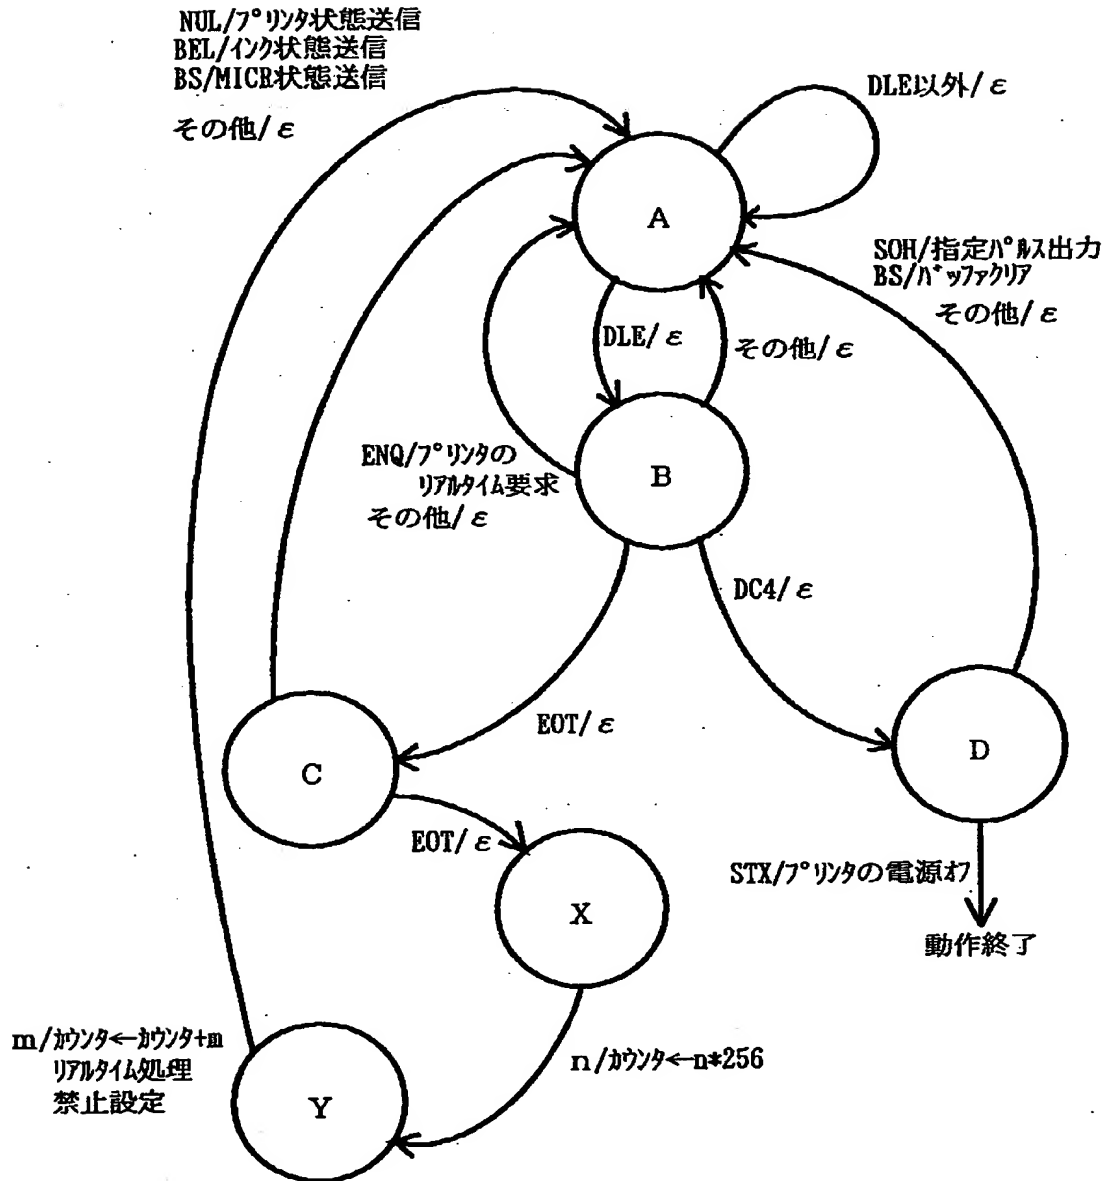 NUL/プリンタ状態送信
BEL/インク状態送信
BS/MICR状態送信
その他/ε
DLE以外/ε
A
SOH/指定パルス出力
BS/バッファクリア
その他/ε
DLE/ε
その他/ε
ENQ/プリンタの
リアルタイム要求
その他/ε
B
DC4/ε
EOT/ε
C
D
EOT/ε
STX/プリンタの電源オフ
X
動作終了
m/カウンタ←カウンタ+m
リアルタイム処理
禁止設定
n/カウンタ←n*256
Y